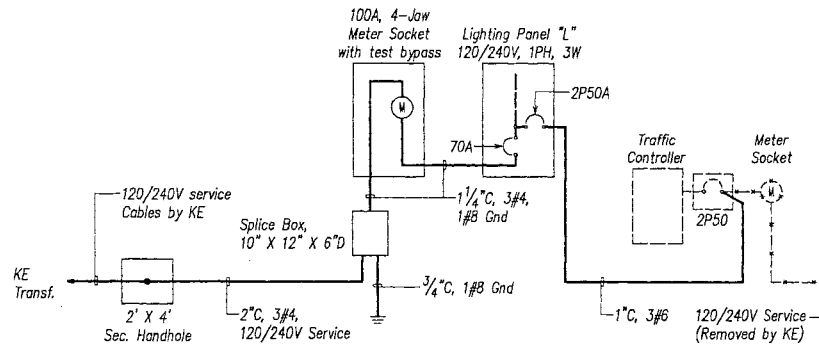 100A, 4-Jaw
Meter Socket
with test bypass
Lighting Panel "L"
120/240V, 1PH, 3W
2P50A
M
70A
Traffic
Controller
Meter
Socket
M
2P50
120/240V service
Cables by KE
1 1/4"C, 3#4,
1#8 Gnd
Splice Box,
10" X 12" X 6"D
KE
Transf.
3/4"C, 1#8 Gnd
2' X 4'
Sec. Handhole
2"C, 3#4,
120/240V Service
1"C, 3#6
120/240V Service
(Removed by KE)